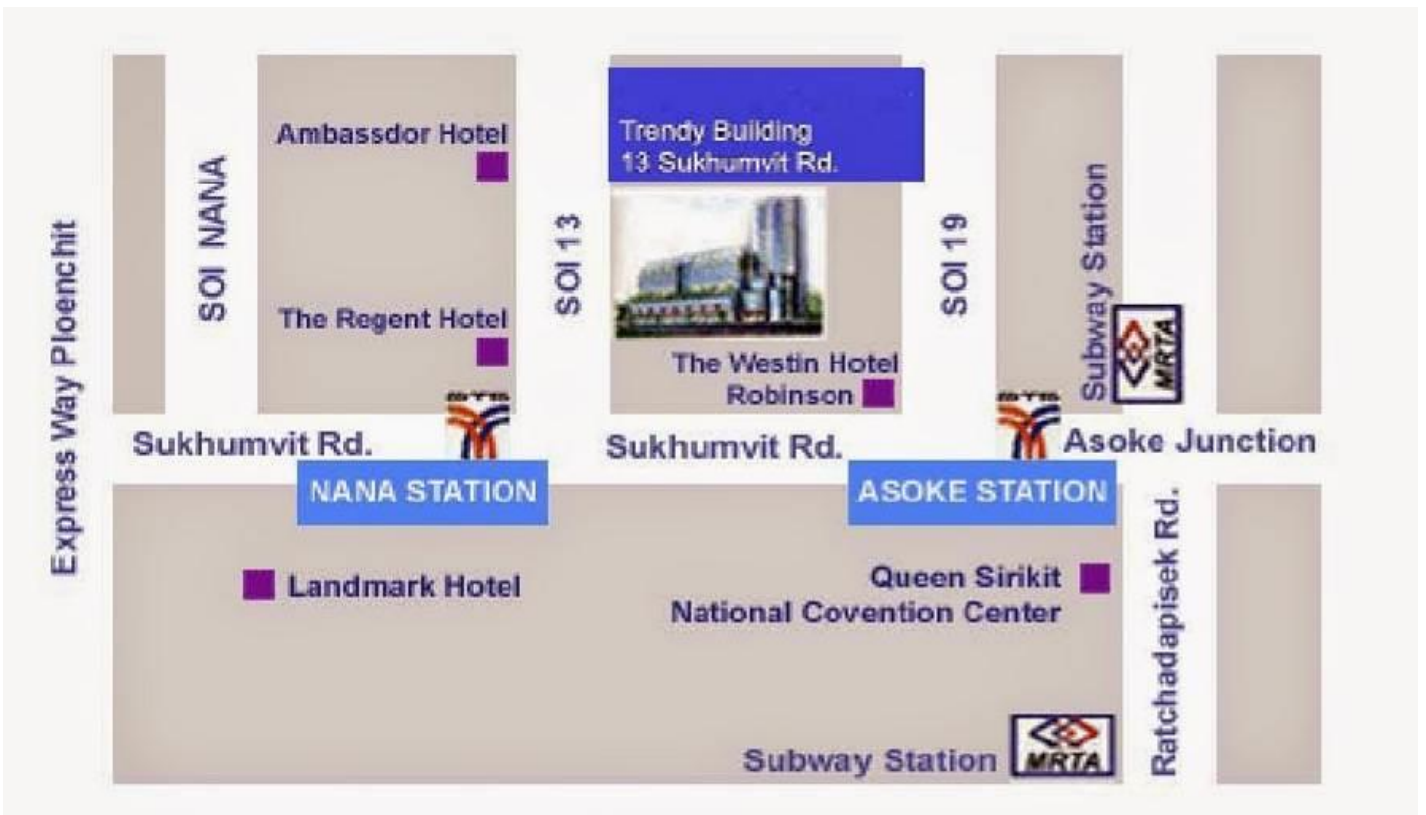 Ambassdor Hotel
Trendy Building
13 Sukhumvit Rd.
SOI NANA
SOI 13
SOI 19
Subway Station
MRTA
Express Way Ploenchit
The Regent Hotel
The Westin Hotel
Robinson
Sukhumvit Rd.
Sukhumvit Rd.
Asoke Junction
NANA STATION
ASOKE STATION
Landmark Hotel
Queen Sirikit
National Covention Center
Ratchadapisek Rd.
Subway Station
MRTA